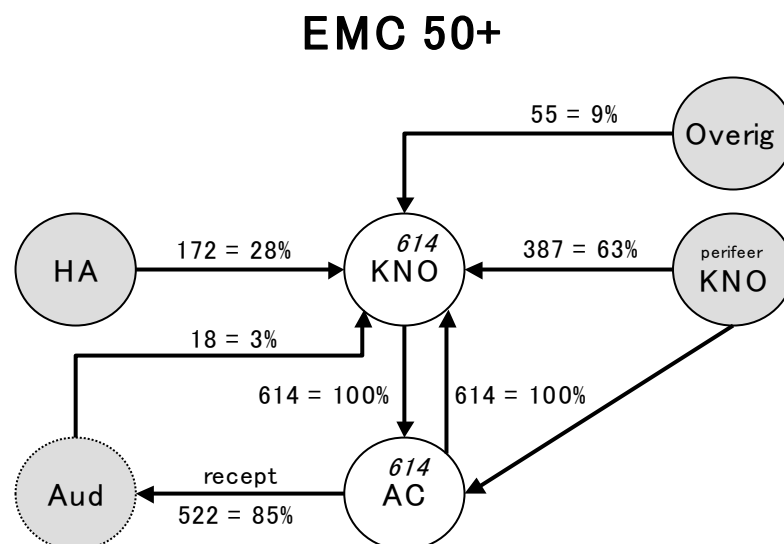 EMC 50+
55 = 9%
Overig
172 = 28%
614
387 = 63%
perifeer
HA
KNO
KNO
18 = 3%
614 = 100%
614 = 100%
recept
614
Aud
AC
522 = 85%